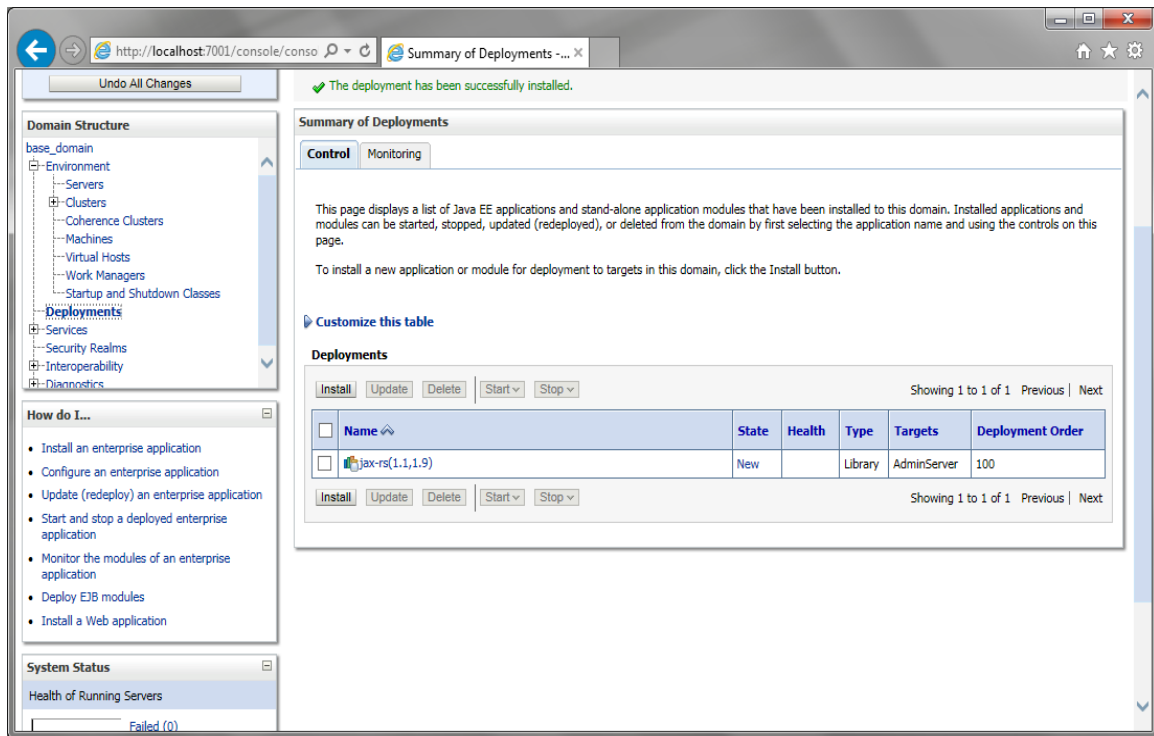 http://localhost:7001/console/conso
Summary of Deployments -...
Undo All Changes
Domain Structure
base_domain
Environment
Servers
Clusters
Coherence Clusters
Machines
Virtual Hosts
Work Managers
Startup and Shutdown Classes
Deployments
Services
Security Realms
Interoperability
Diagnostics
How do I...
Install an enterprise application
Configure an enterprise application
Update (redeploy) an enterprise application
Start and stop a deployed enterprise
application
Monitor the modules of an enterprise
application
Deploy EJB modules
Install a Web application
System Status
Health of Running Servers
Failed (0)
The deployment has been successfully installed.
Summary of Deployments
Control Monitoring
This page displays a list of Java EE applications and stand-alone application modules that have been installed to this domain. Installed applications and
modules can be started, stopped, updated (redeployed), or deleted from the domain by first selecting the application name and using the controls on this
page.
To install a new application or module for deployment to targets in this domain, click the Install button.
Customize this table
Deployments
Install Update Delete Start Stop Showing 1 to 1 of 1 Previous | Next
Name State Health Type Targets Deployment Order
jax-rs(1.1,1.9) New Library AdminServer 100
Install Update Delete Start Stop Showing 1 to 1 of 1 Previous | Next